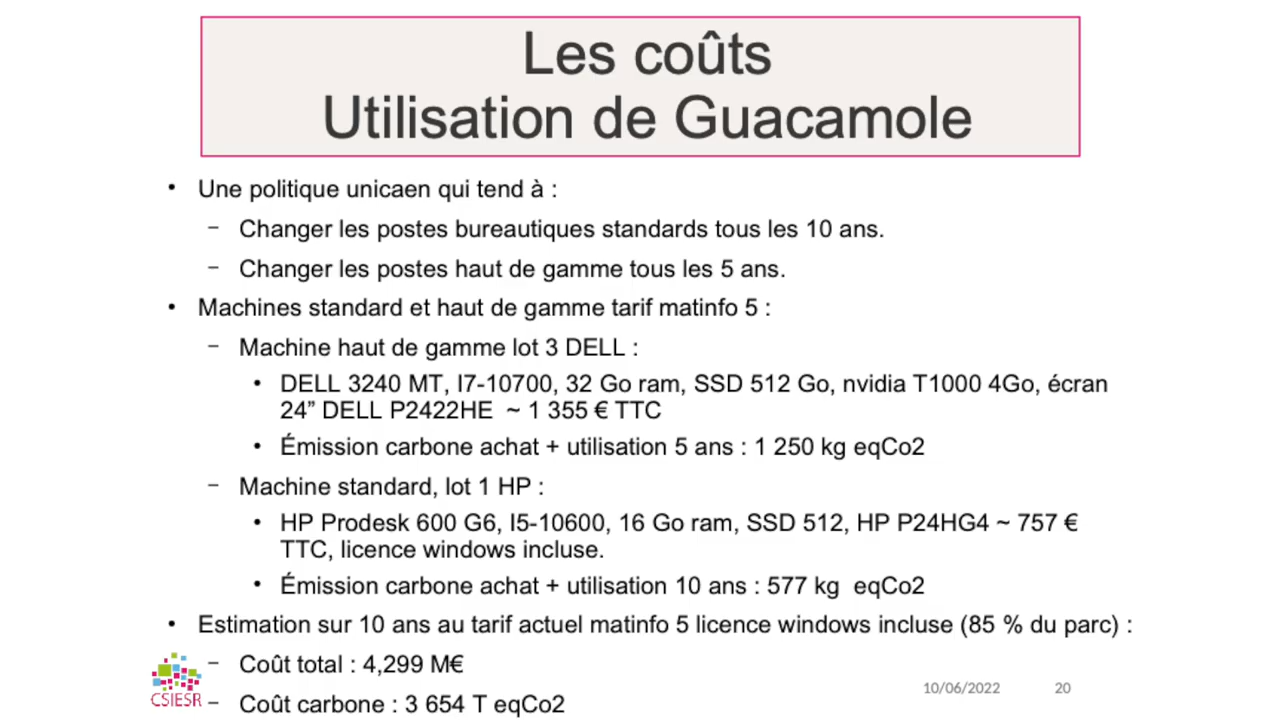 Les coûts
Utilisation de Guacamole
• Une politique unicaen qui tend à :
– Changer les postes bureautiques standards tous les 10 ans.
– Changer les postes haut de gamme tous les 5 ans.
• Machines standard et haut de gamme tarif matinfo 5 :
– Machine haut de gamme lot 3 DELL :
• DELL 3240 MT, I7-10700, 32 Go ram, SSD 512 Go, nvidia T1000 4Go, écran
24” DELL P2422HE ~ 1 355 € TTC
• Émission carbone achat + utilisation 5 ans : 1 250 kg eqCo2
– Machine standard, lot 1 HP :
• HP Prodesk 600 G6, I5-10600, 16 Go ram, SSD 512, HP P24HG4 ~ 757 €
TTC, licence windows incluse.
• Émission carbone achat + utilisation 10 ans : 577 kg eqCo2
• Estimation sur 10 ans au tarif actuel matinfo 5 licence windows incluse (85 % du parc) :
– Coût total : 4,299 M€
– Coût carbone : 3 654 T eqCo2
CSIESR
10/06/2022
20